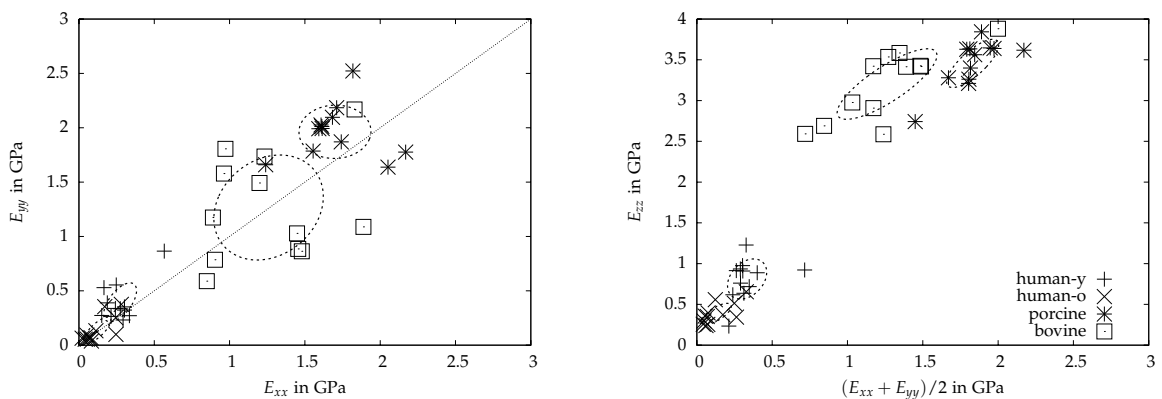 3
2.5
2
1.5
1
0.5
0
0 0.5 1 1.5 2 2.5 3
E_yy in GPa
E_xx in GPa
4
3.5
3
2.5
2
1.5
1
0.5
0
0 0.5 1 1.5 2 2.5 3
E_zz in GPa
(E_xx + E_yy)/2 in GPa
human-y
human-o
porcine
bovine